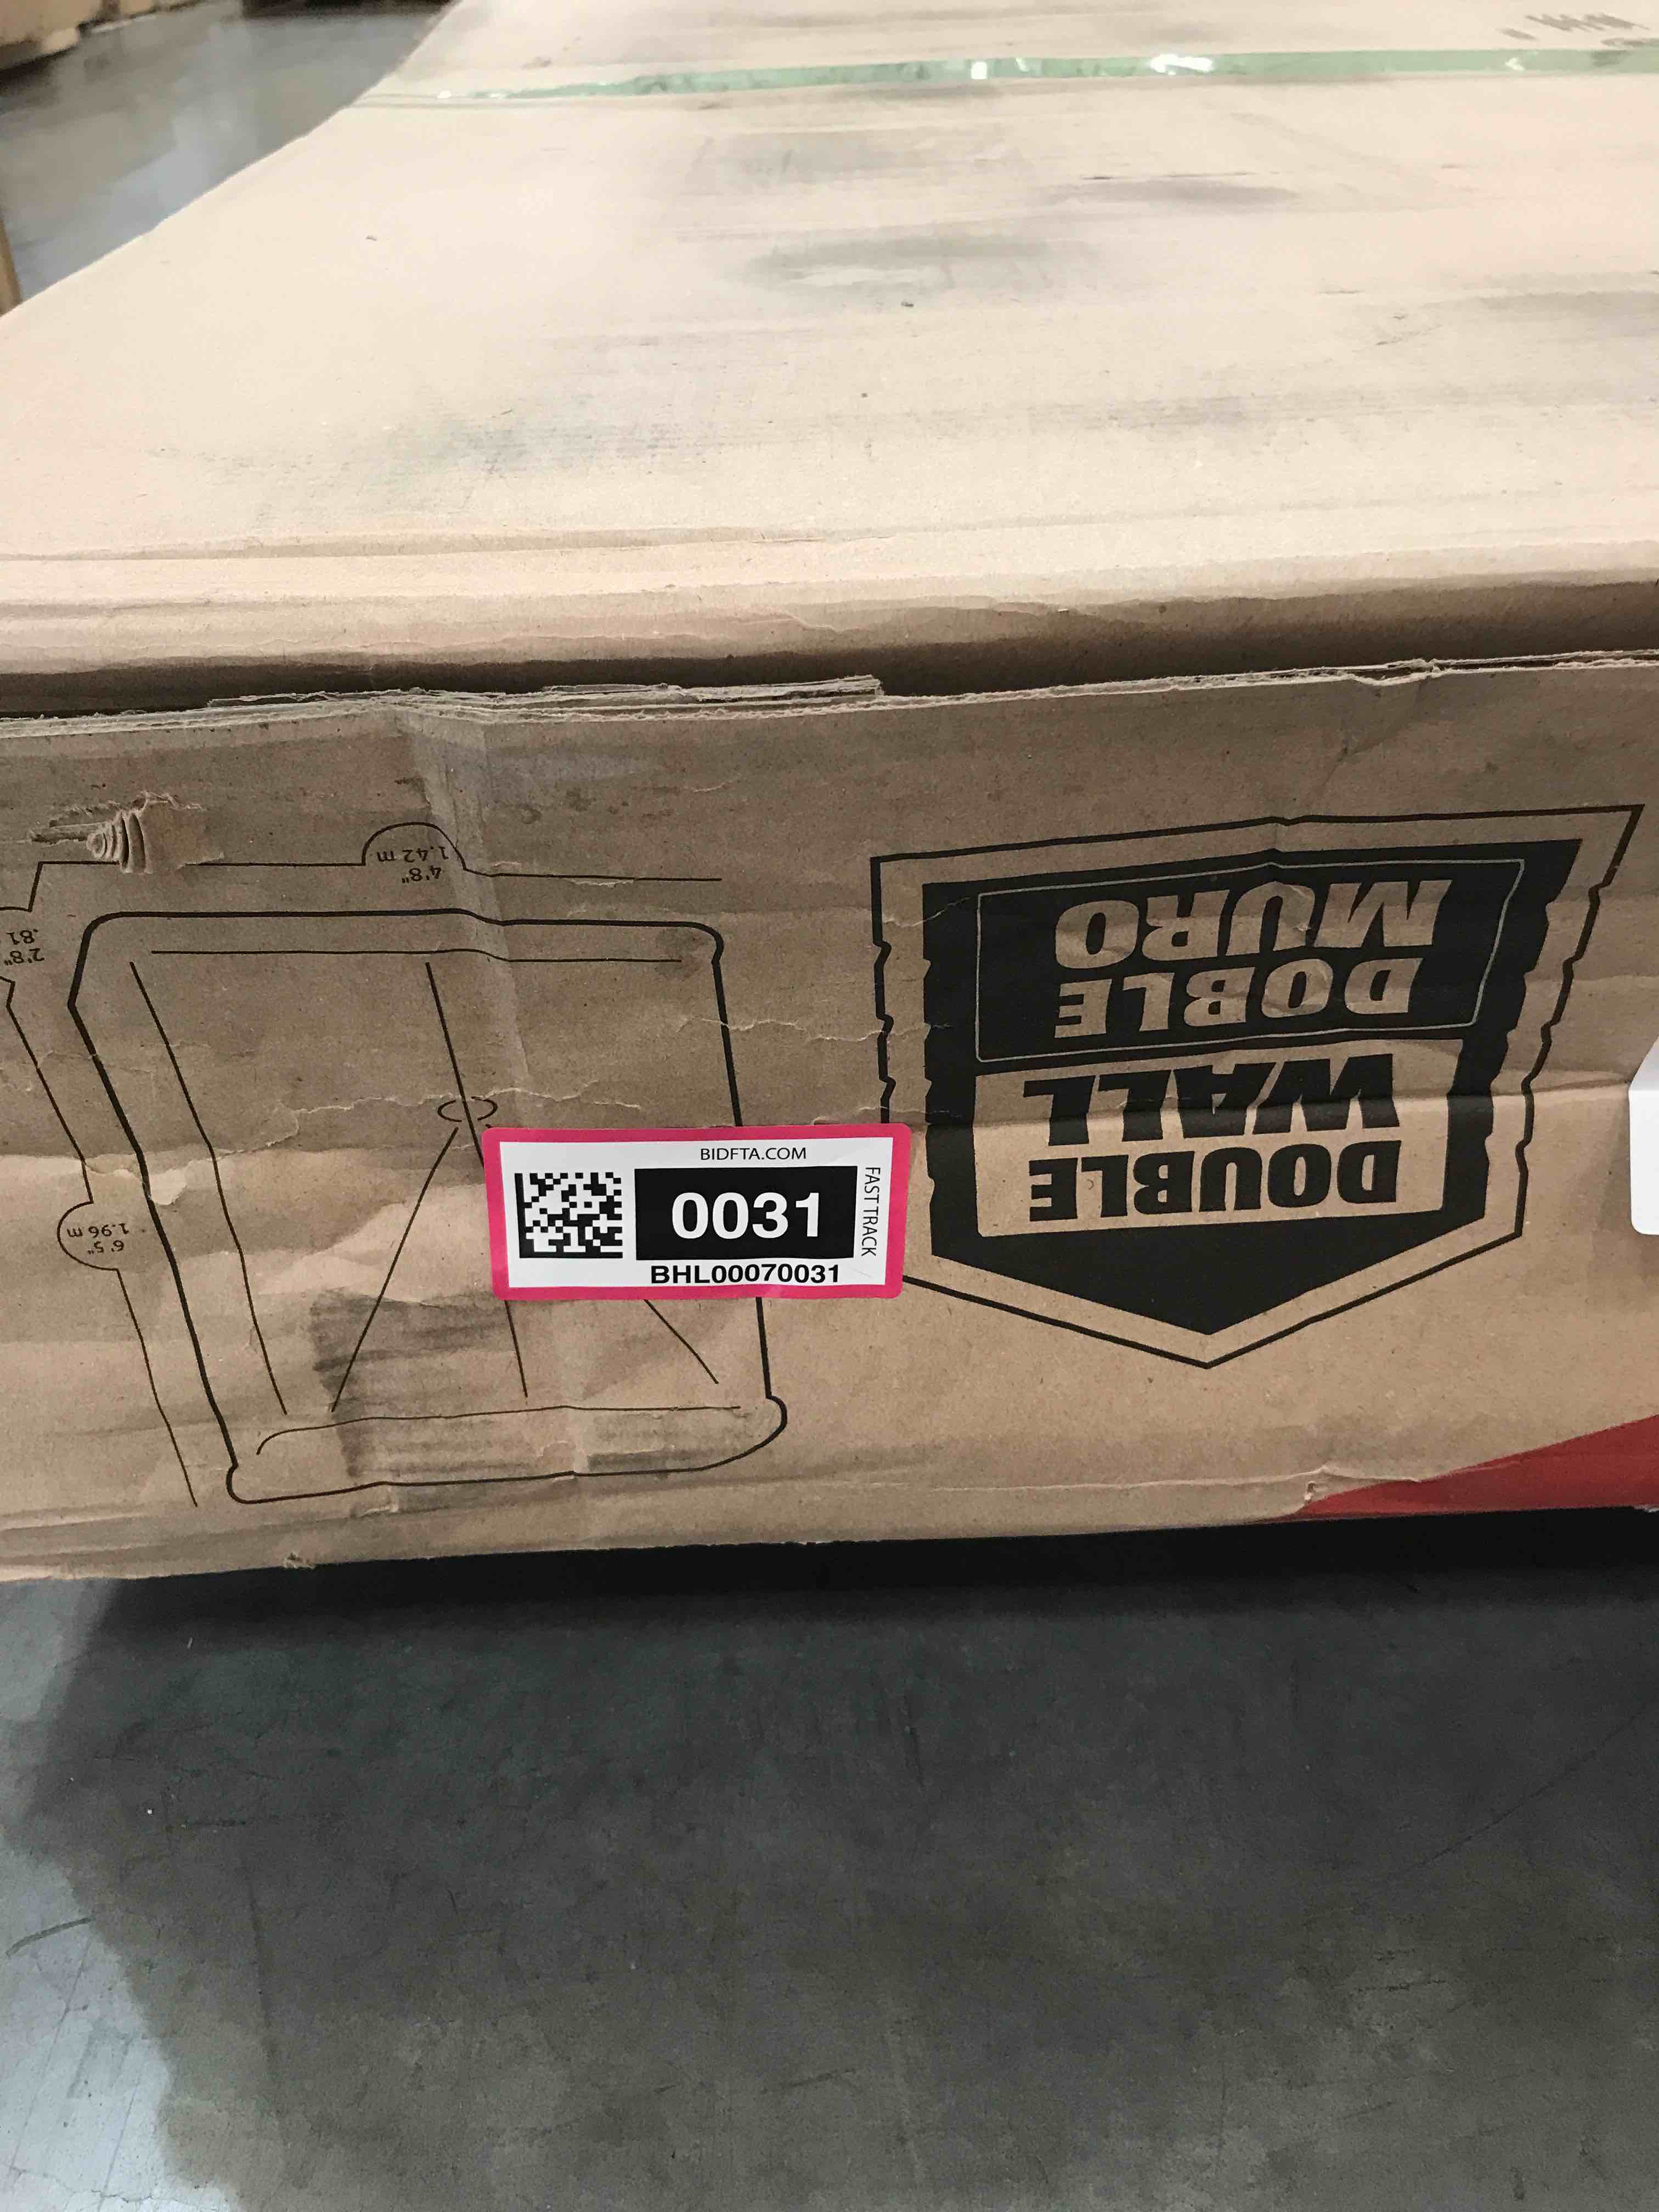 4'8"
1.42 m
2'8"
.81
6'5"
1.96 m
BIDFTA.COM
0031
FAST TRACK
BHL00070031
DOUBLE
WALL
DOBLE
MURO